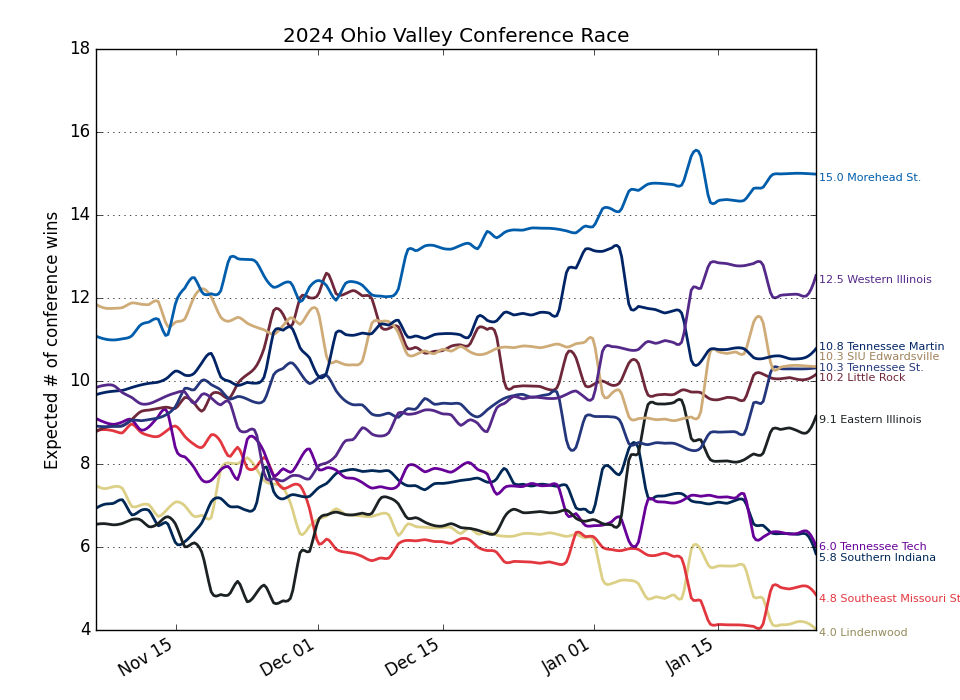 2024 Ohio Valley Conference Race
Expected # of conference wins
18
16
14
12
10
8
6
4
Nov 15
Dec 01
Dec 15
Jan 01
Jan 15
15.0 Morehead St.
12.5 Western Illinois
10.8 Tennessee Martin
10.3 SIU Edwardsville
10.3 Tennessee St.
10.2 Little Rock
9.1 Eastern Illinois
6.0 Tennessee Tech
5.8 Southern Indiana
4.8 Southeast Missouri St
4.0 Lindenwood